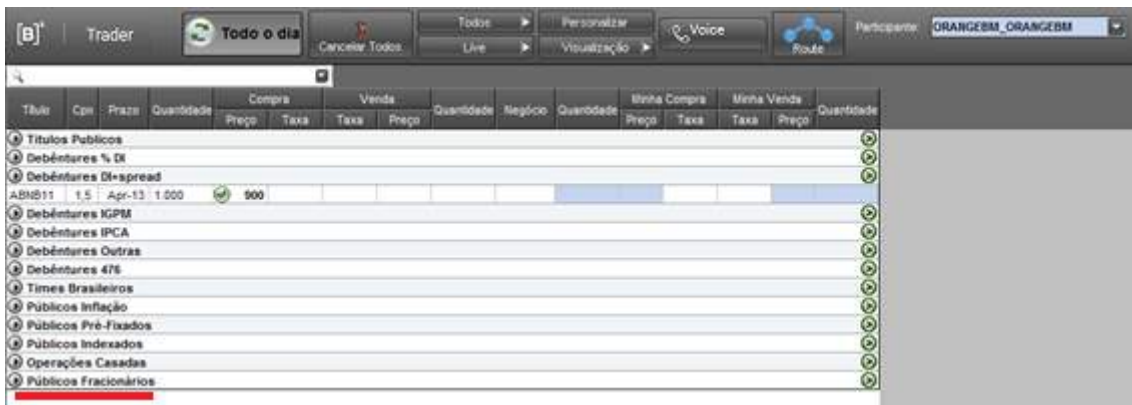 [B]³ Trader Todo o dia Cancelar Todos Todos Live Personalizar Visualização Voice Route Participante ORANGEBM_ORANGEBM
Título Cpn Prazo Quantidade Compra Venda Quantidade Negócio Quantidade Minha Compra Minha Venda Quantidade
Preço Taxa Taxa Preço Preço Taxa Taxa Preço
Titulos Publicos
Debêntures % DI
Debêntures DI+spread
ABNB11 1,5 Apr-13 1.000 900
Debêntures IGPM
Debêntures IPCA
Debêntures Outras
Debêntures 476
Times Brasileiros
Públicos Inflação
Públicos Pré-Fixados
Públicos Indexados
Operações Casadas
Públicos Fracionários